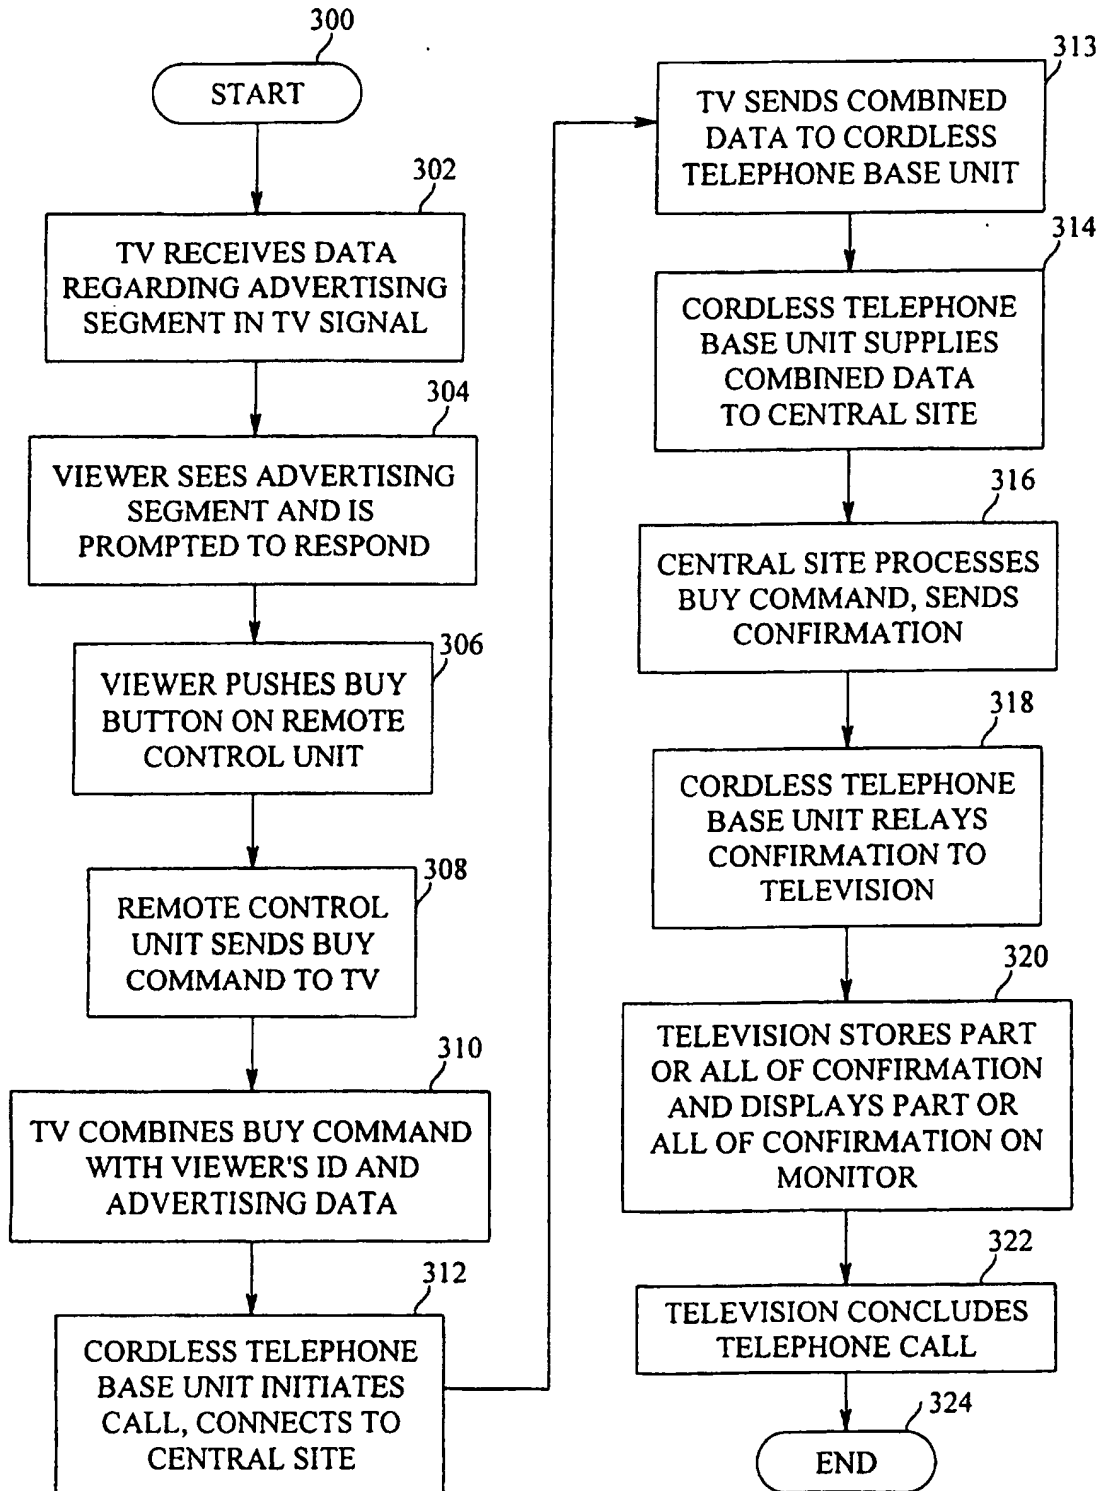 300
START
302
TV RECEIVES DATA
REGARDING ADVERTISING
SEGMENT IN TV SIGNAL
304
VIEWER SEES ADVERTISING
SEGMENT AND IS
PROMPTED TO RESPOND
306
VIEWER PUSHES BUY
BUTTON ON REMOTE
CONTROL UNIT
308
REMOTE CONTROL
UNIT SENDS BUY
COMMAND TO TV
310
TV COMBINES BUY COMMAND
WITH VIEWER'S ID AND
ADVERTISING DATA
312
CORDLESS TELEPHONE
BASE UNIT INITIATES
CALL, CONNECTS TO
CENTRAL SITE
313
TV SENDS COMBINED
DATA TO CORDLESS
TELEPHONE BASE UNIT
314
CORDLESS TELEPHONE
BASE UNIT SUPPLIES
COMBINED DATA
TO CENTRAL SITE
316
CENTRAL SITE PROCESSES
BUY COMMAND, SENDS
CONFIRMATION
318
CORDLESS TELEPHONE
BASE UNIT RELAYS
CONFIRMATION TO
TELEVISION
320
TELEVISION STORES PART
OR ALL OF CONFIRMATION
AND DISPLAYS PART OR
ALL OF CONFIRMATION ON
MONITOR
322
TELEVISION CONCLUDES
TELEPHONE CALL
324
END